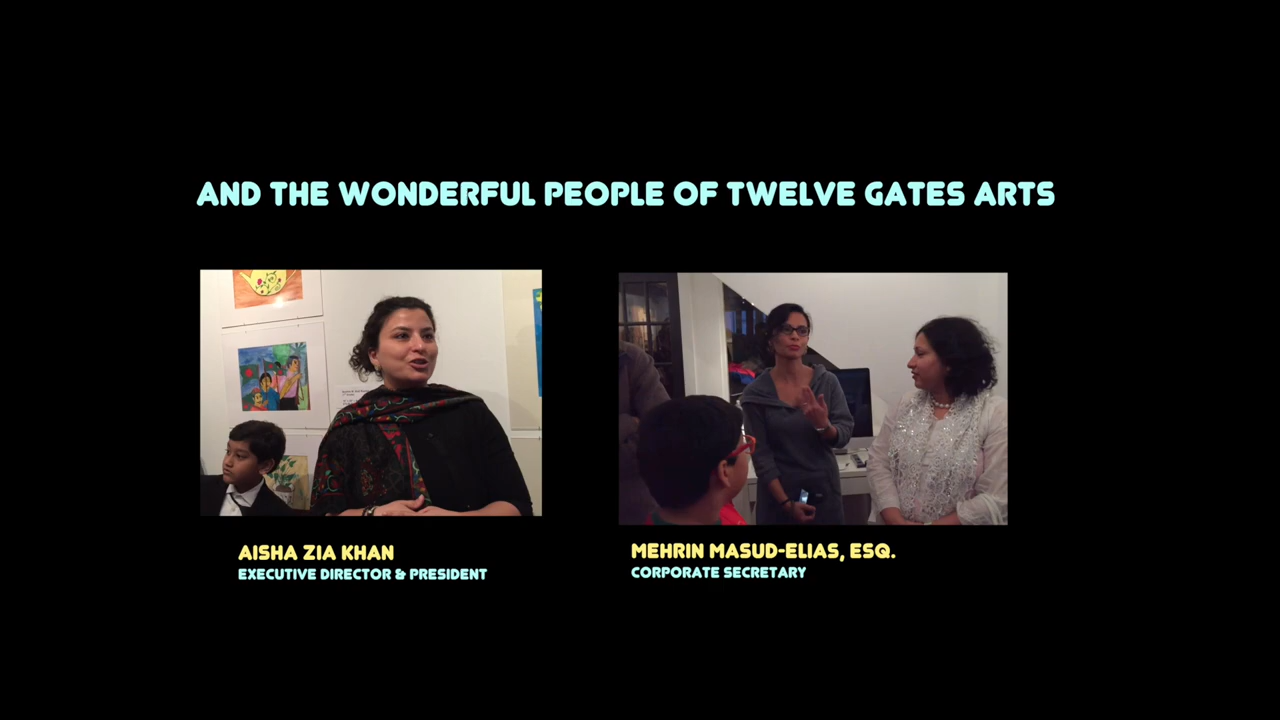 AND THE WONDERFUL PEOPLE OF TWELVE GATES ARTS
AISHA ZIA KHAN
EXECUTIVE DIRECTOR & PRESIDENT
MEHRIN MASUD-ELIAS, ESQ.
CORPORATE SECRETARY